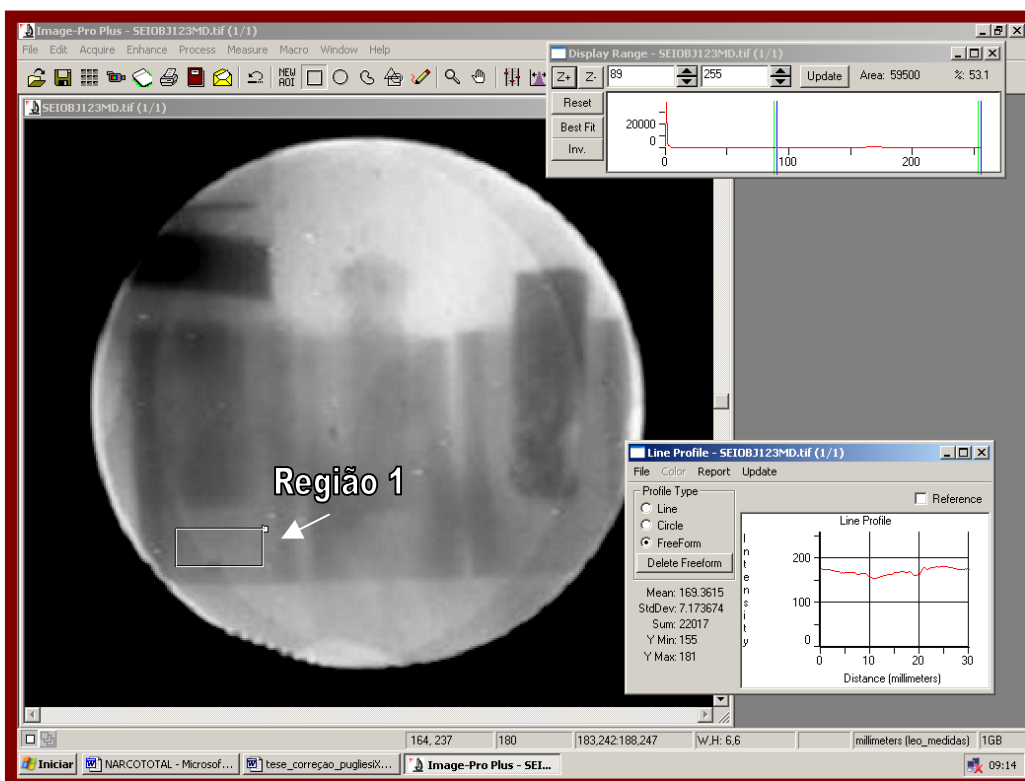 Image-Pro Plus - SEIOBJ123MD.tif (1/1)
File Edit Acquire Enhance Process Measure Macro Window Help
NEW
AOI
Display Range - SEIOBJ123MD.tif (1/1)
Z+ Z- 89 255 Update Area: 59500 %: 53.1
Reset
Best Fit
Inv.
20000
0
0 100 200
SEIOBJ123MD.tif (1/1)
Região 1
Line Profile - SEIOBJ123MD.tif (1/1)
File Color Report Update
Profile Type
Line
Circle
FreeForm
Delete Freeform
Mean: 169.3615
StdDev: 7.173674
Sum: 22017
Y Min: 155
Y Max: 181
Reference
Line Profile
Intensity
200
100
0
0 10 20 30
Distance (millimeters)
164, 237 180 183,242:188,247 W,H: 6,6 millimeters (leo_medidas) 1GB
Iniciar NARCOTOTAL - Microsof... tese_correçao_pugliesiX... Image-Pro Plus - SEI... 09:14